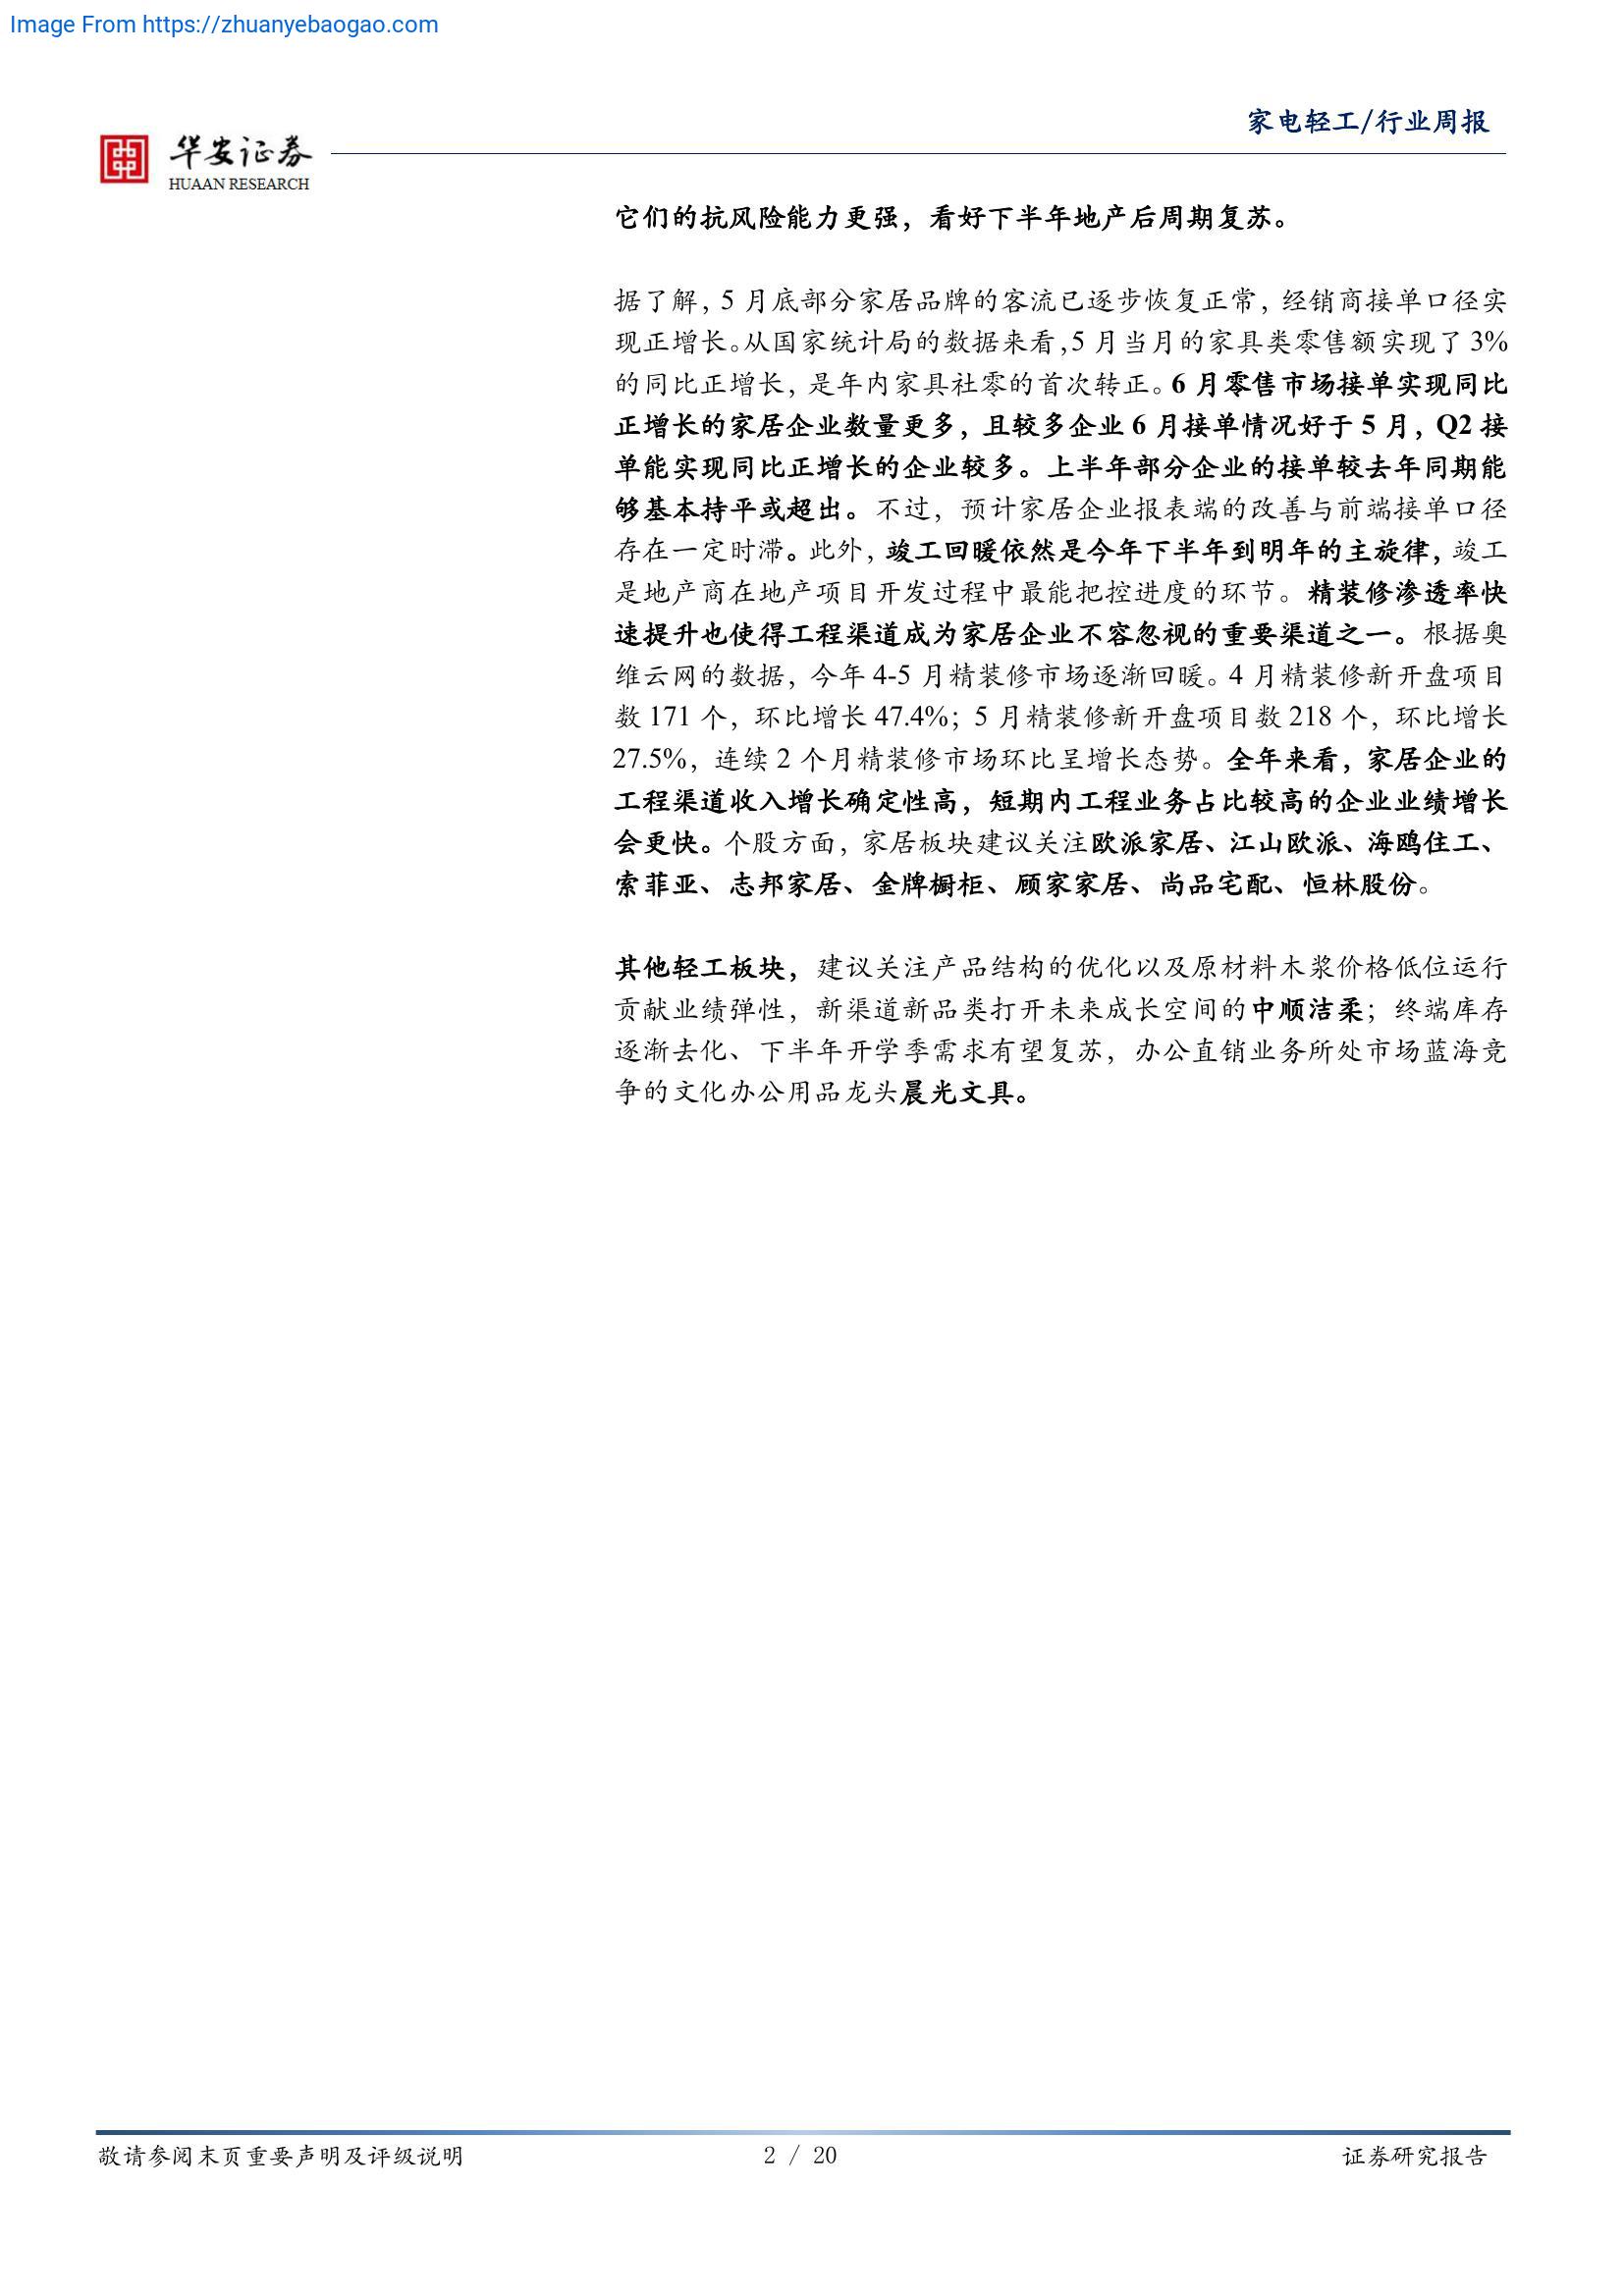 Image From https://zhuanyebaogao.com
家电轻工/行业周报
华安证券
HUAAN RESEARCH
它们的抗风险能力更强，看好下半年地产后周期复苏。
据了解，5 月底部分家居品牌的客流已逐步恢复正常，经销商接单口径实
现正增长。从国家统计局的数据来看，5 月当月的家具类零售额实现了 3%
的同比正增长，是年内家具社零的首次转正。6 月零售市场接单实现同比
正增长的家居企业数量更多，且较多企业 6 月接单情况好于 5 月，Q2 接
单能实现同比正增长的企业较多。上半年部分企业的接单较去年同期能
够基本持平或超出。不过，预计家居企业报表端的改善与前端接单口径
存在一定时滞。此外，竣工回暖依然是今年下半年到明年的主旋律，竣工
是地产商在地产项目开发过程中最能把控进度的环节。精装修渗透率快
速提升也使得工程渠道成为家居企业不容忽视的重要渠道之一。根据奥
维云网的数据，今年 4-5 月精装修市场逐渐回暖。4 月精装修新开盘项目
数 171 个，环比增长 47.4%；5 月精装修新开盘项目数 218 个，环比增长
27.5%，连续 2 个月精装修市场环比呈增长态势。全年来看，家居企业的
工程渠道收入增长确定性高，短期内工程业务占比较高的企业业绩增长
会更快。个股方面，家居板块建议关注欧派家居、江山欧派、海鸥住工、
索菲亚、志邦家居、金牌橱柜、顾家家居、尚品宅配、恒林股份。
其他轻工板块，建议关注产品结构的优化以及原材料木浆价格低位运行
贡献业绩弹性，新渠道新品类打开未来成长空间的中顺洁柔；终端库存
逐渐去化、下半年开学季需求有望复苏，办公直销业务所处市场蓝海竞
争的文化办公用品龙头晨光文具。
敬请参阅末页重要声明及评级说明
2 / 20
证券研究报告